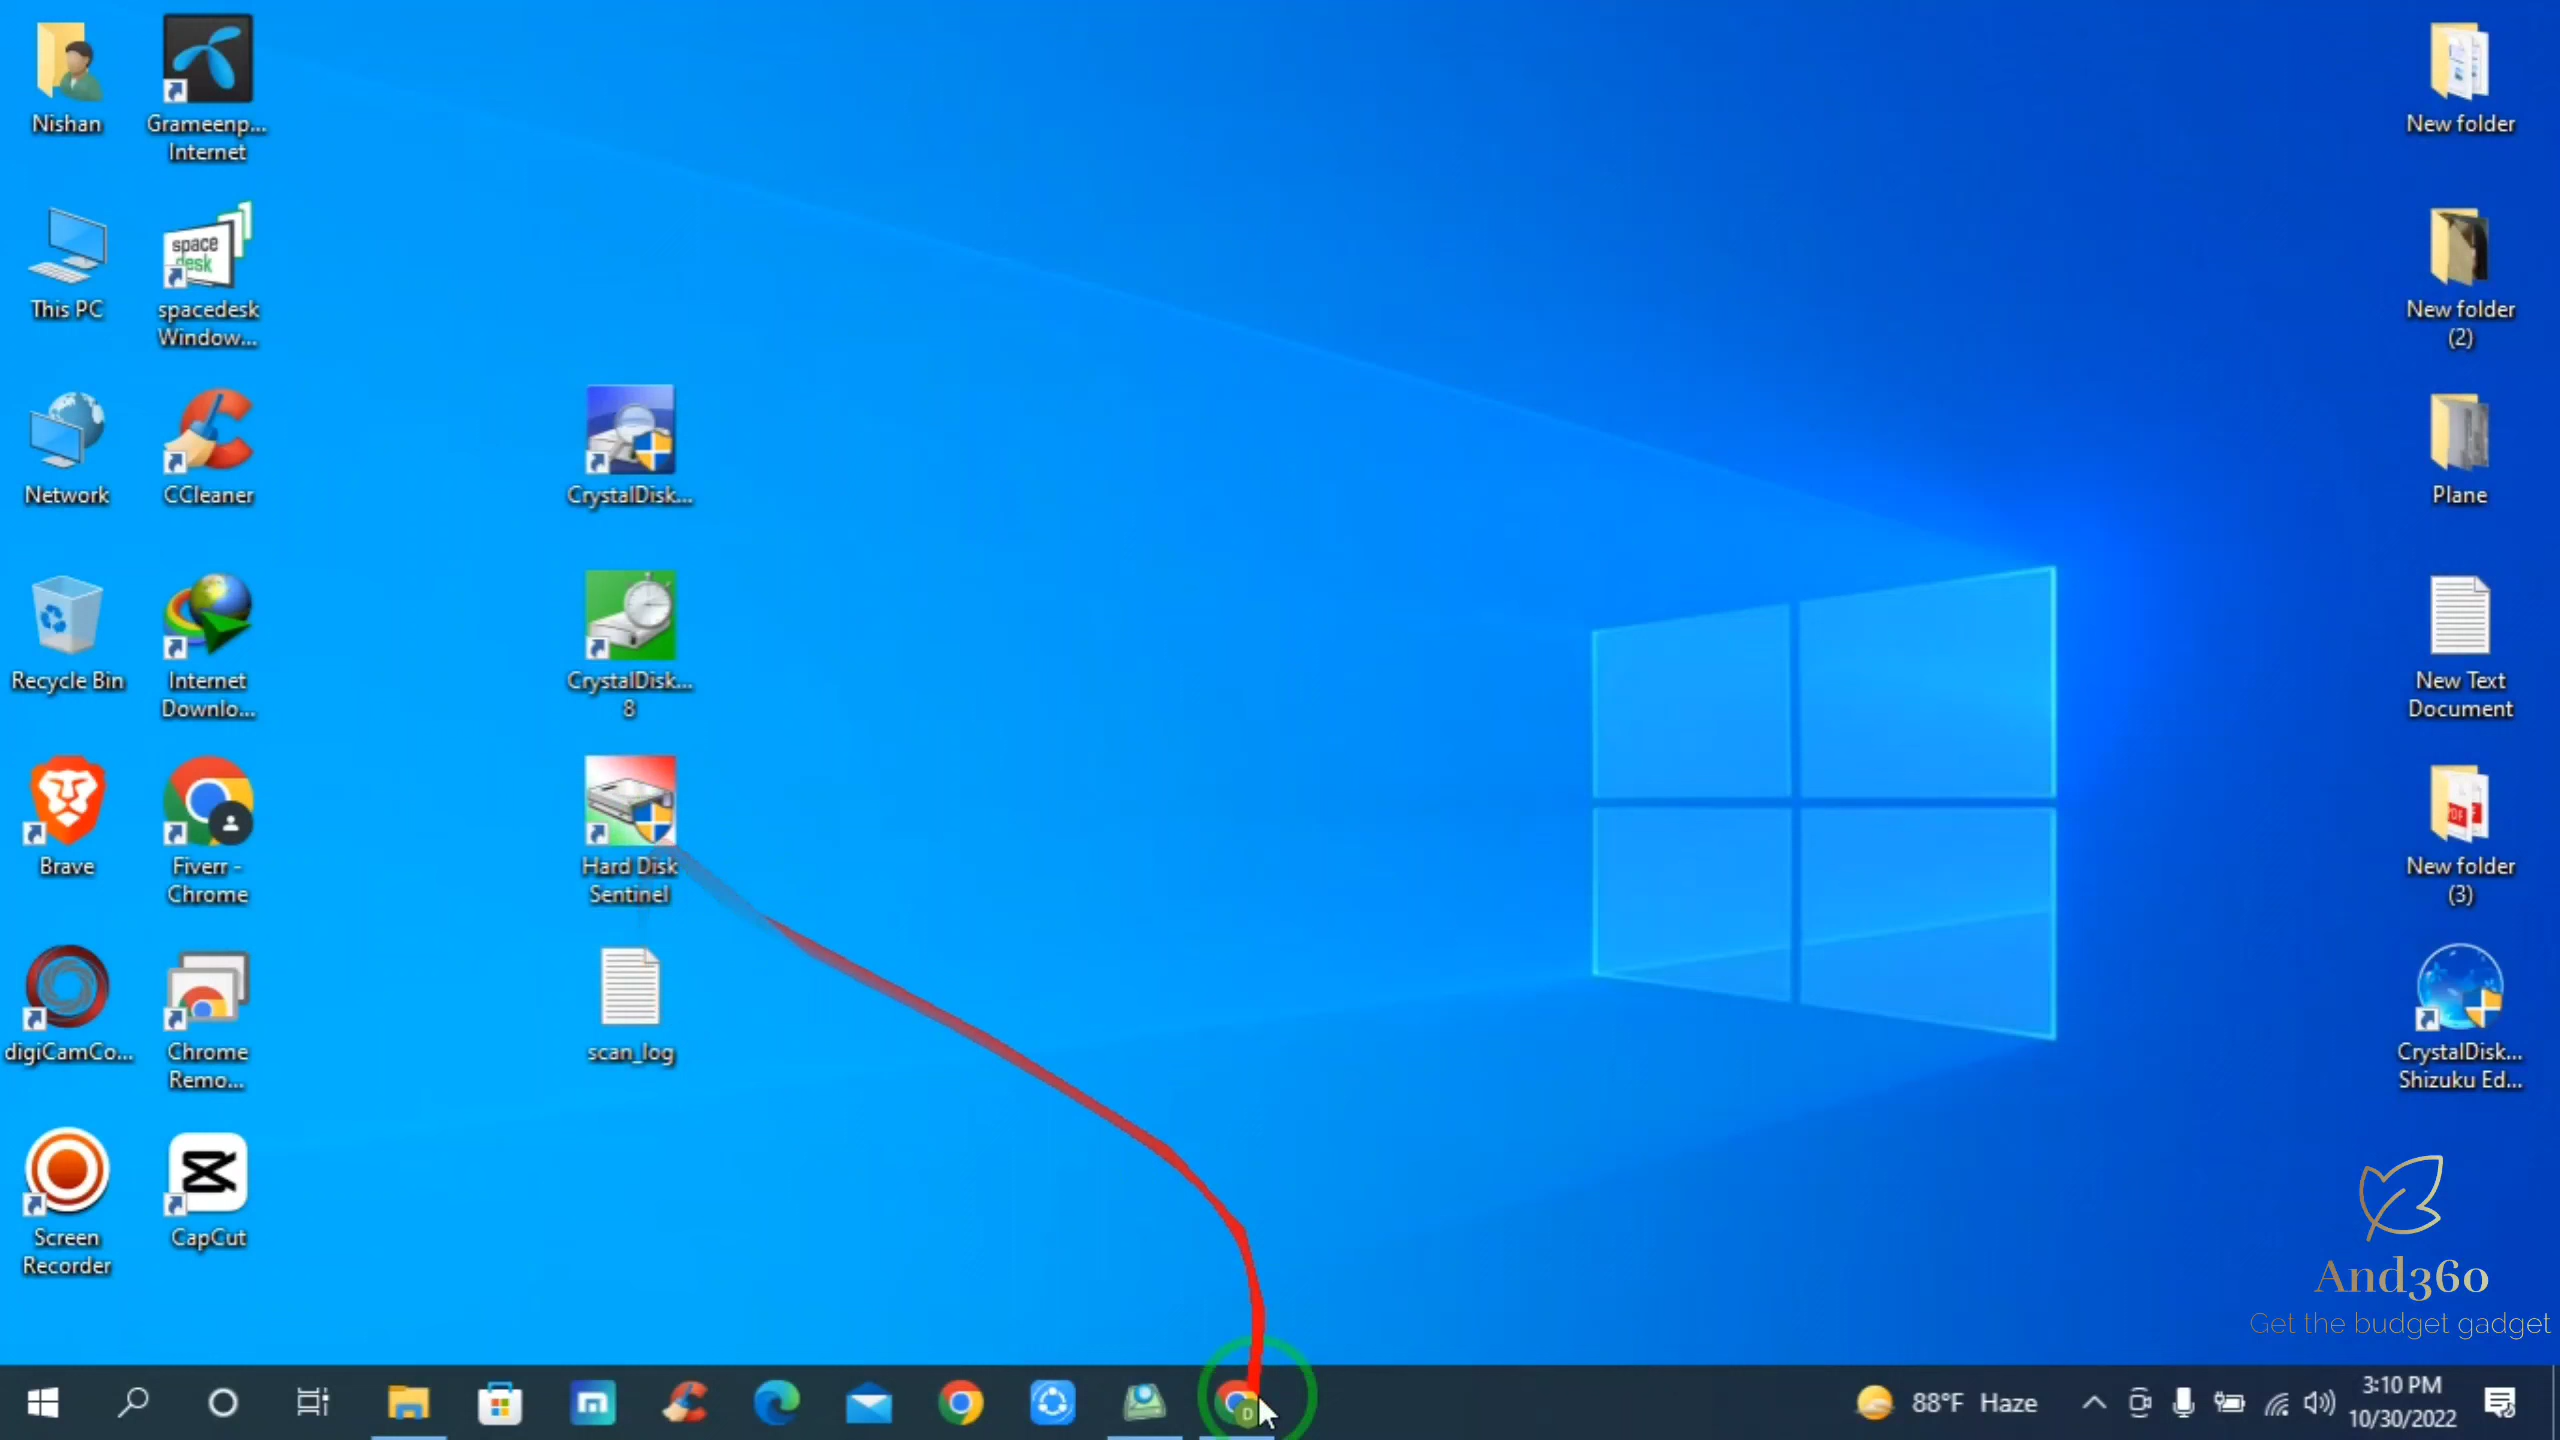 Nishan
Grameenp...
Internet
New folder
This PC
spacedesk
Window...
space
desk
New folder
(2)
Network
CCleaner
CrystalDisk...
Plane
Recycle Bin
Internet
Downlo...
CrystalDisk...
8
New Text
Document
Brave
Fiverr -
Chrome
Hard Disk
Sentinel
PDF
New folder
(3)
digiCamCo...
Chrome
Remo...
scan_log
CrystalDisk...
Shizuku Ed...
Screen
Recorder
CapCut
And360
Get the budget gadget
D
88°F Haze
3:10 PM
10/30/2022